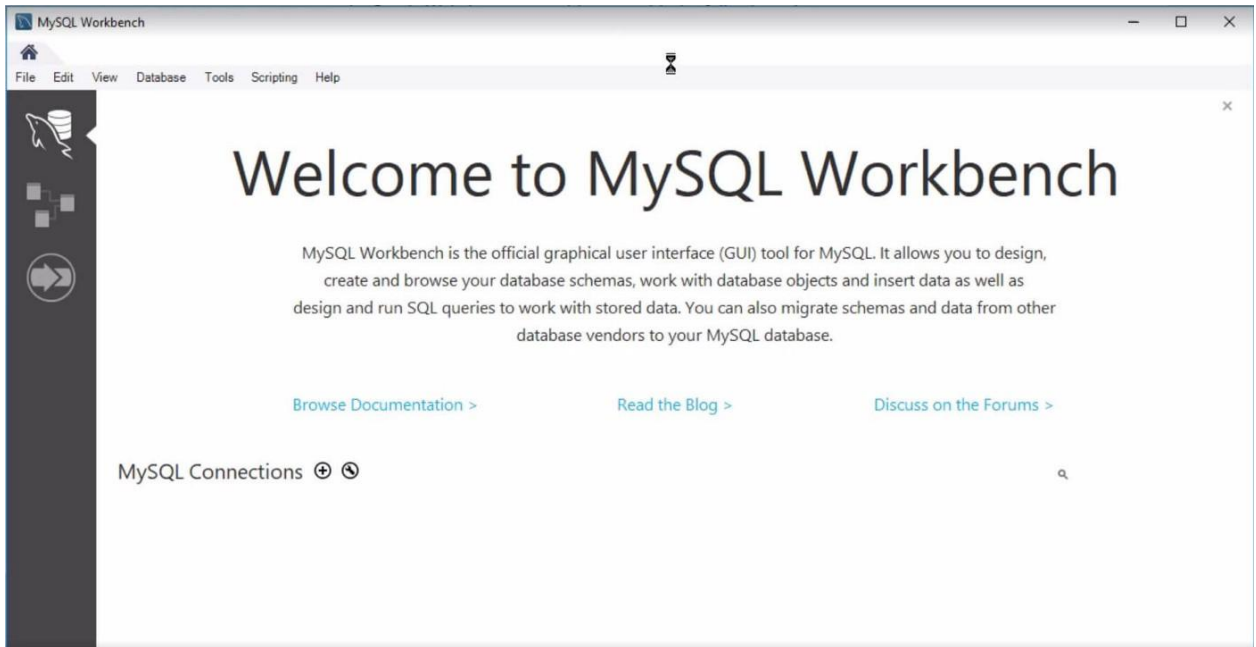 MySQL Workbench
File Edit View Database Tools Scripting Help
Welcome to MySQL Workbench
MySQL Workbench is the official graphical user interface (GUI) tool for MySQL. It allows you to design,
create and browse your database schemas, work with database objects and insert data as well as
design and run SQL queries to work with stored data. You can also migrate schemas and data from other
database vendors to your MySQL database.
Browse Documentation > Read the Blog > Discuss on the Forums >
MySQL Connections